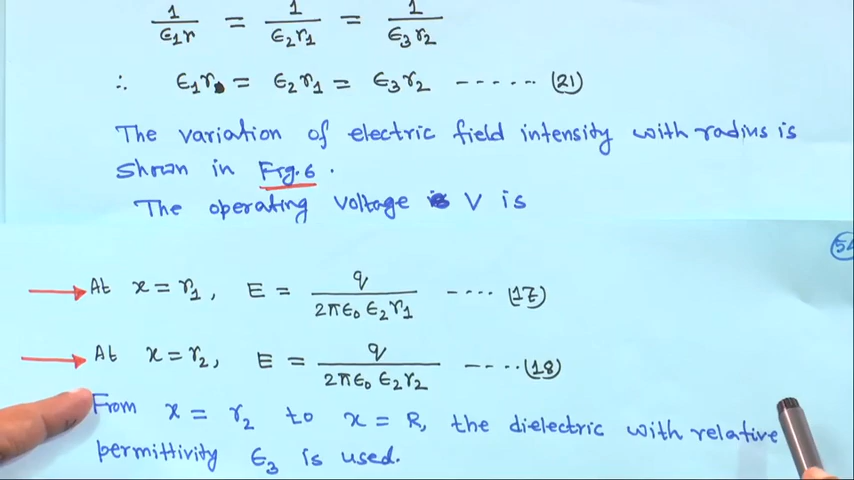 1/ϵ₁r = 1/ϵ₂r₁ = 1/ϵ₃r₂
∴ ϵ₁r = ϵ₂r₁ = ϵ₃r₂ ------ (21)
The variation of electric field intensity with radius is
shown in Fig.6.
The operating voltage V is
At x = r₁, E = q/2πϵ₀ϵ₂r₁ ---- (17)
At x = r₂, E = q/2πϵ₀ϵ₂r₂ ---- (18)
From x = r₂ to x = R, the dielectric with relative
permittivity ϵ₃ is used.